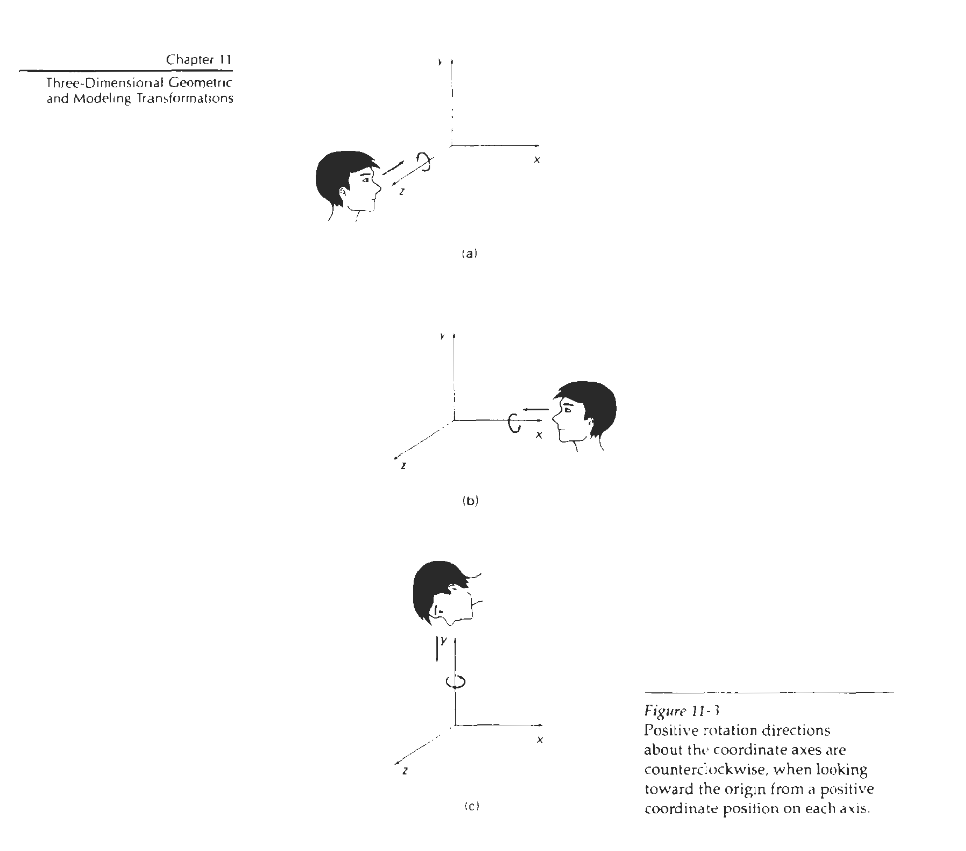 Chapter 11
Three-Dimensional Geometric
and Modeling Transformations
y
x
z
(a)
y
x
z
(b)
y
x
z
(c)
Figure 11-3
Positive rotation directions
about the coordinate axes are
counterclockwise, when looking
toward the origin from a positive
coordinate position on each axis.